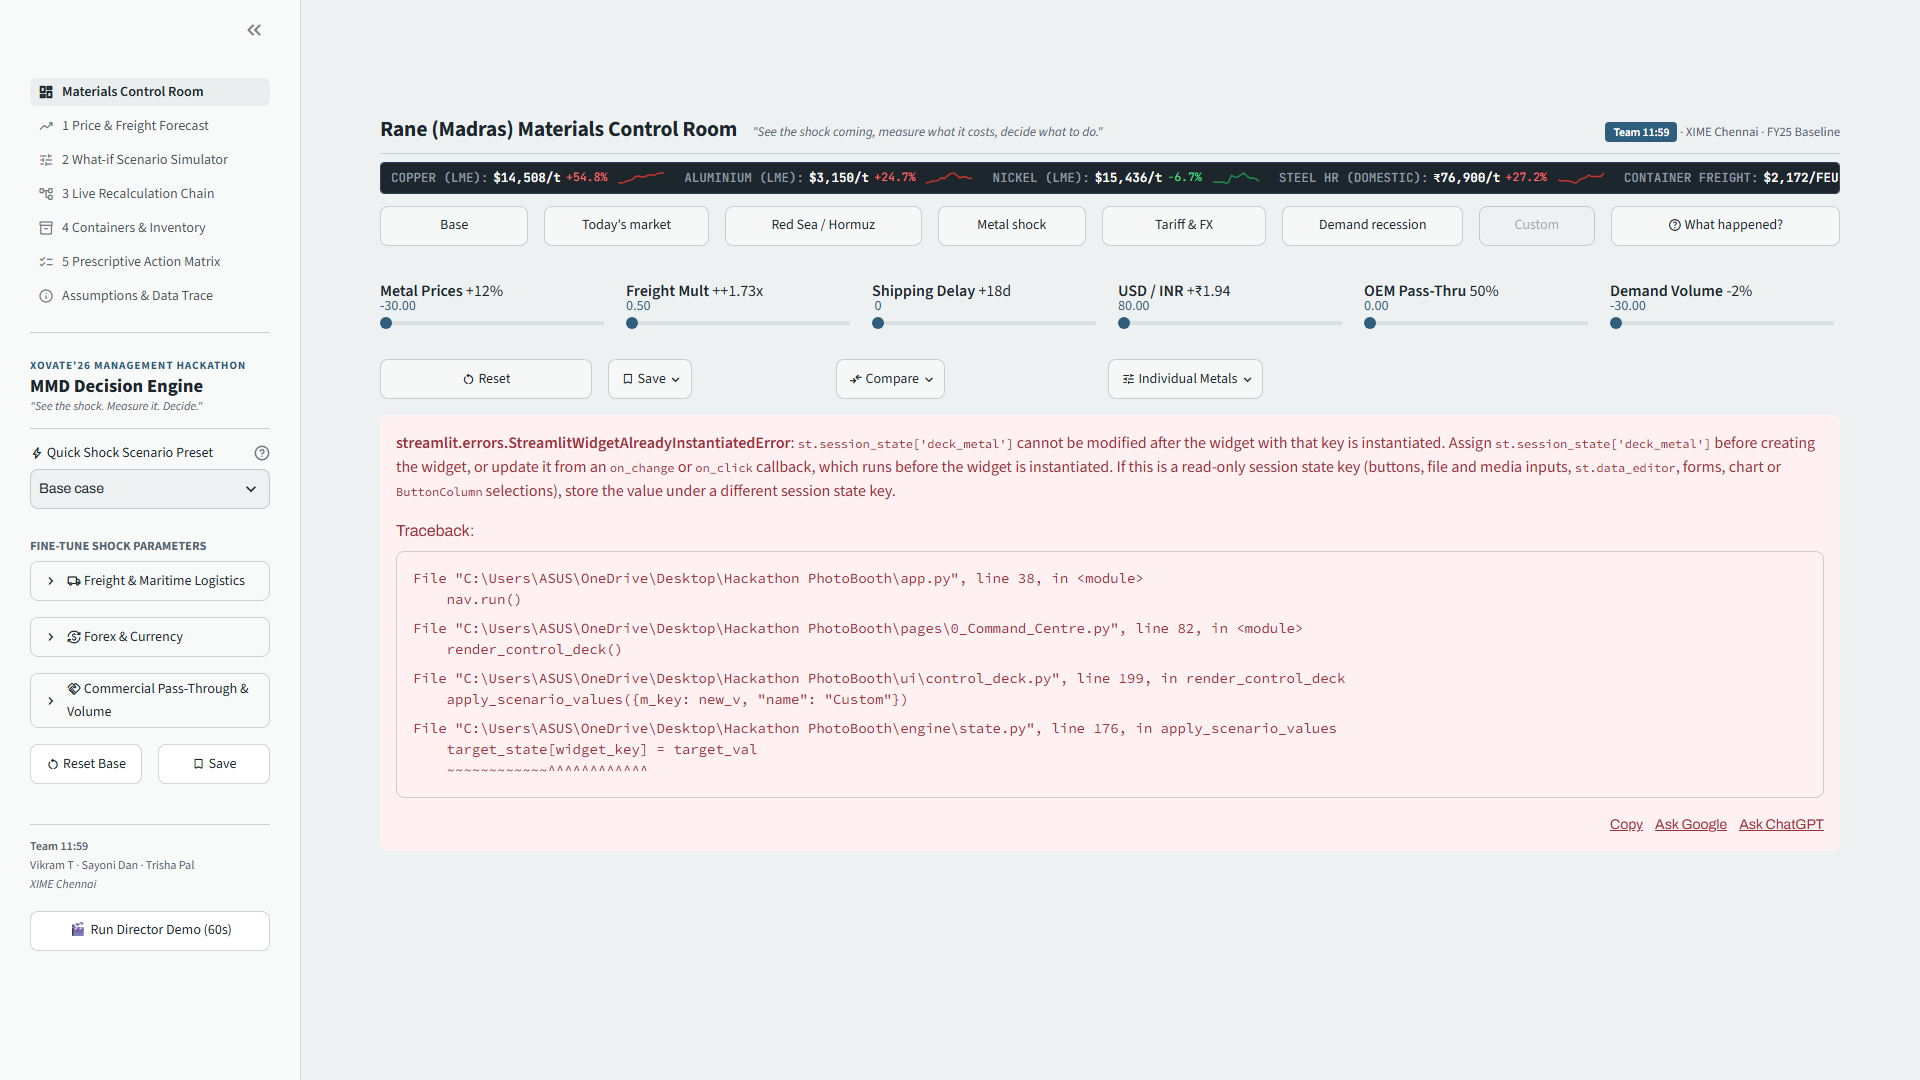 Materials Control Room
1 Price & Freight Forecast
2 What-if Scenario Simulator
3 Live Recalculation Chain
4 Containers & Inventory
5 Prescriptive Action Matrix
Assumptions & Data Trace
XOVATE'26 MANAGEMENT HACKATHON
MMD Decision Engine
"See the shock. Measure it. Decide."
Quick Shock Scenario Preset
Base case
FINE-TUNE SHOCK PARAMETERS
Freight & Maritime Logistics
Forex & Currency
Commercial Pass-Through &
Volume
Reset Base Save
Team 11:59
Vikram T · Sayoni Dan · Trisha Pal
XIME Chennai
Run Director Demo (60s)
Rane (Madras) Materials Control Room "See the shock coming, measure what it costs, decide what to do." Team 11:59 · XIME Chennai · FY25 Baseline
COPPER (LME): $14,508/t +54.8% ALUMINIUM (LME): $3,150/t +24.7% NICKEL (LME): $15,436/t -6.7% STEEL HR (DOMESTIC): ₹76,900/t +27.2% CONTAINER FREIGHT: $2,172/FEU
Base Today's market Red Sea / Hormuz Metal shock Tariff & FX Demand recession Custom What happened?
Metal Prices +12% Freight Mult ++1.73x Shipping Delay +18d USD / INR +₹1.94 OEM Pass-Thru 50% Demand Volume -2%
-30.00 0.50 0 80.00 0.00 -30.00
Reset Save Compare Individual Metals
streamlit.errors.StreamlitWidgetAlreadyInstantiatedError: st.session_state['deck_metal'] cannot be modified after the widget with that key is instantiated. Assign st.session_state['deck_metal'] before creating
the widget, or update it from an on_change or on_click callback, which runs before the widget is instantiated. If this is a read-only session state key (buttons, file and media inputs, st.data_editor, forms, chart or
ButtonColumn selections), store the value under a different session state key.
Traceback:
File "C:\Users\ASUS\OneDrive\Desktop\Hackathon PhotoBooth\app.py", line 38, in <module>
nav.run()
File "C:\Users\ASUS\OneDrive\Desktop\Hackathon PhotoBooth\pages\0_Command_Centre.py", line 82, in <module>
render_control_deck()
File "C:\Users\ASUS\OneDrive\Desktop\Hackathon PhotoBooth\ui\control_deck.py", line 199, in render_control_deck
apply_scenario_values({m_key: new_v, "name": "Custom"})
File "C:\Users\ASUS\OneDrive\Desktop\Hackathon PhotoBooth\engine\state.py", line 176, in apply_scenario_values
target_state[widget_key] = target_val
~~~~~~~~~~~~^^^^^^^^^^^^
Copy Ask Google Ask ChatGPT